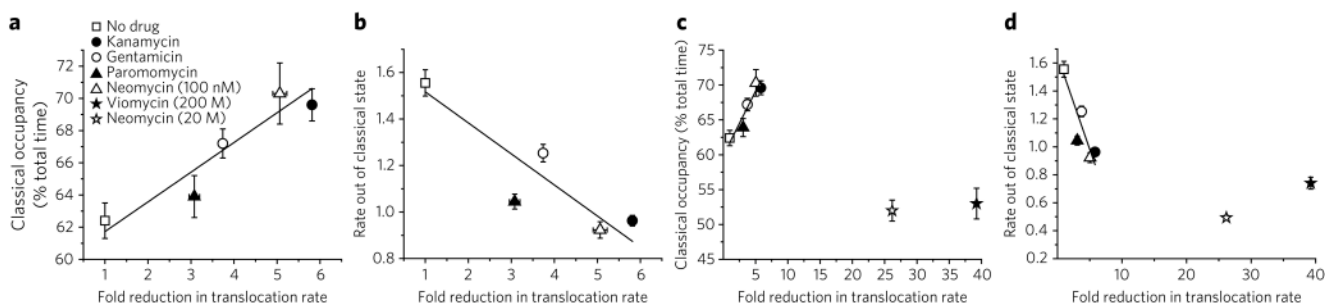 a
No drug
Kanamycin
Gentamicin
Paromomycin
Neomycin (100 nM)
Viomycin (200 M)
Neomycin (20 M)
Classical occupancy
(% total time)
72
70
68
66
64
62
60
1 2 3 4 5 6
Fold reduction in translocation rate
b
Rate out of classical state
1.6
1.4
1.2
1.0
0.8
1 2 3 4 5 6
Fold reduction in translocation rate
c
Classical occupancy (% total time)
75
70
65
60
55
50
45
5 10 15 20 25 30 35 40
Fold reduction in translocation rate
d
Rate out of classical state
1.6
1.4
1.2
1.0
0.8
0.6
0.4
0.2
10 20 30 40
Fold reduction in translocation rate